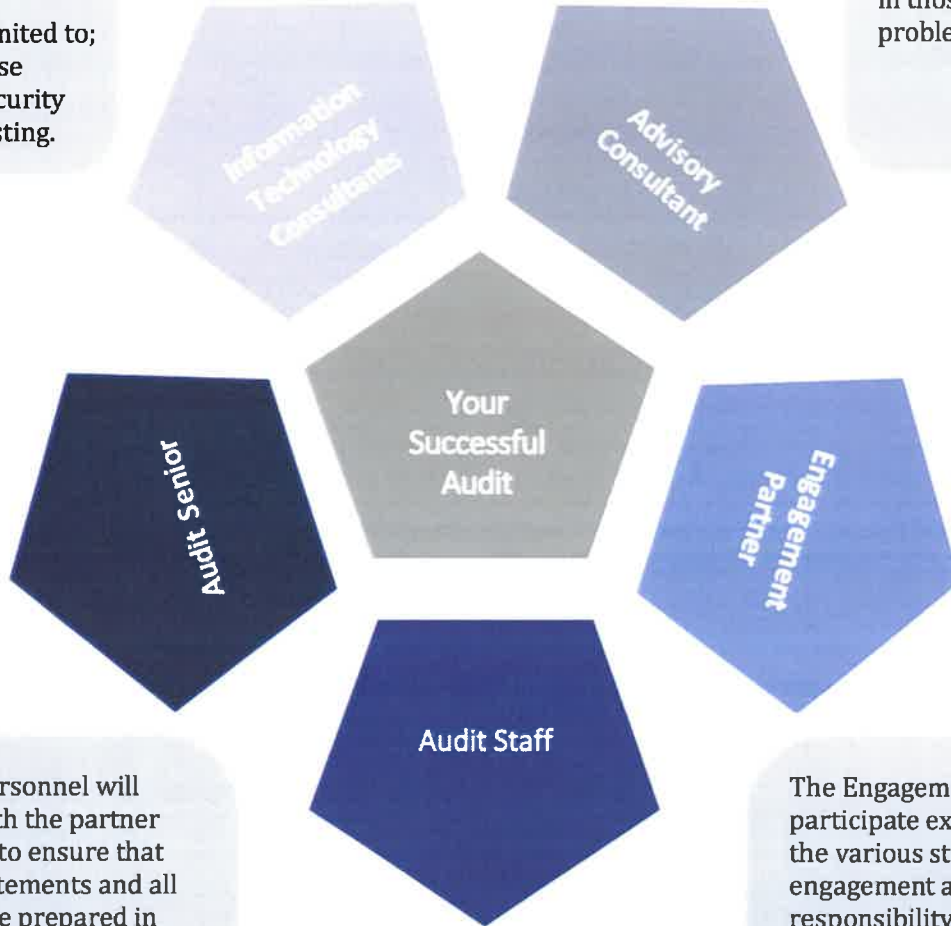 nited to;
se
curity
sting.
in thos
proble
Information
Technology
Consultants
Advisory
Consultant
Your
Successful
Audit
Audit Senior
Engagement
Partner
Audit Staff
rsonnel will
th the partner
to ensure that
tements and all
e prepared in
The Engagem
participate ex
the various st
engagement a
responsibility